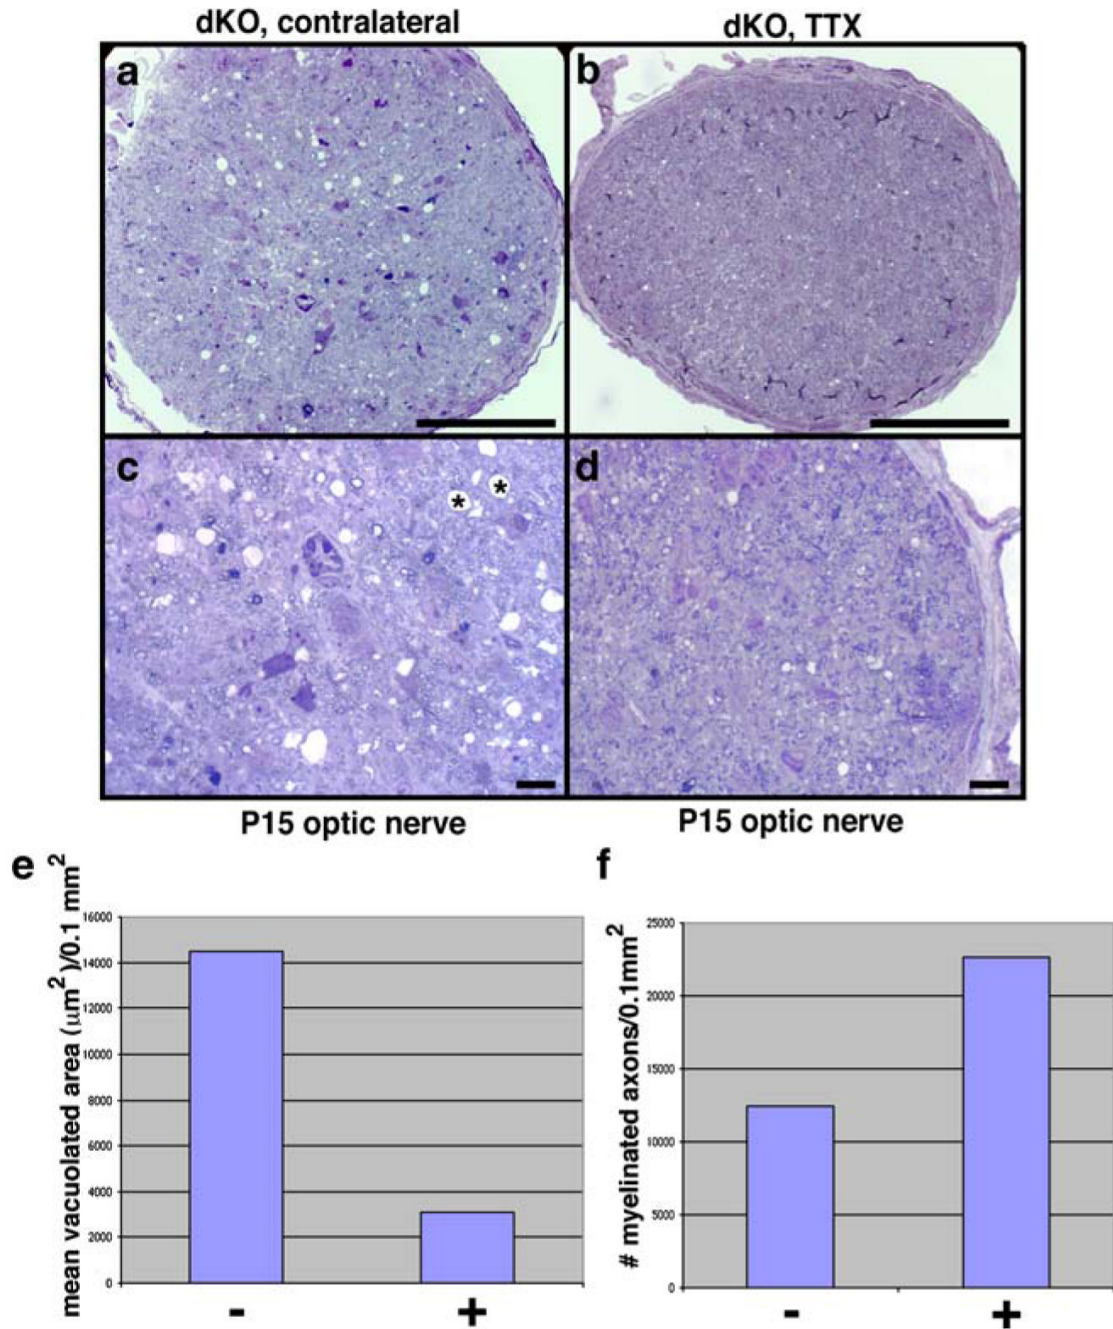 dKO, contralateral
dKO, TTX
a
b
c
* *
d
P15 optic nerve
P15 optic nerve
e
mean vacuolated area (μm²)/0.1 mm²
16000
14000
12000
10000
8000
6000
4000
2000
0
- +
f
# myelinated axons/0.1mm²
25000
20000
15000
10000
5000
0
- +